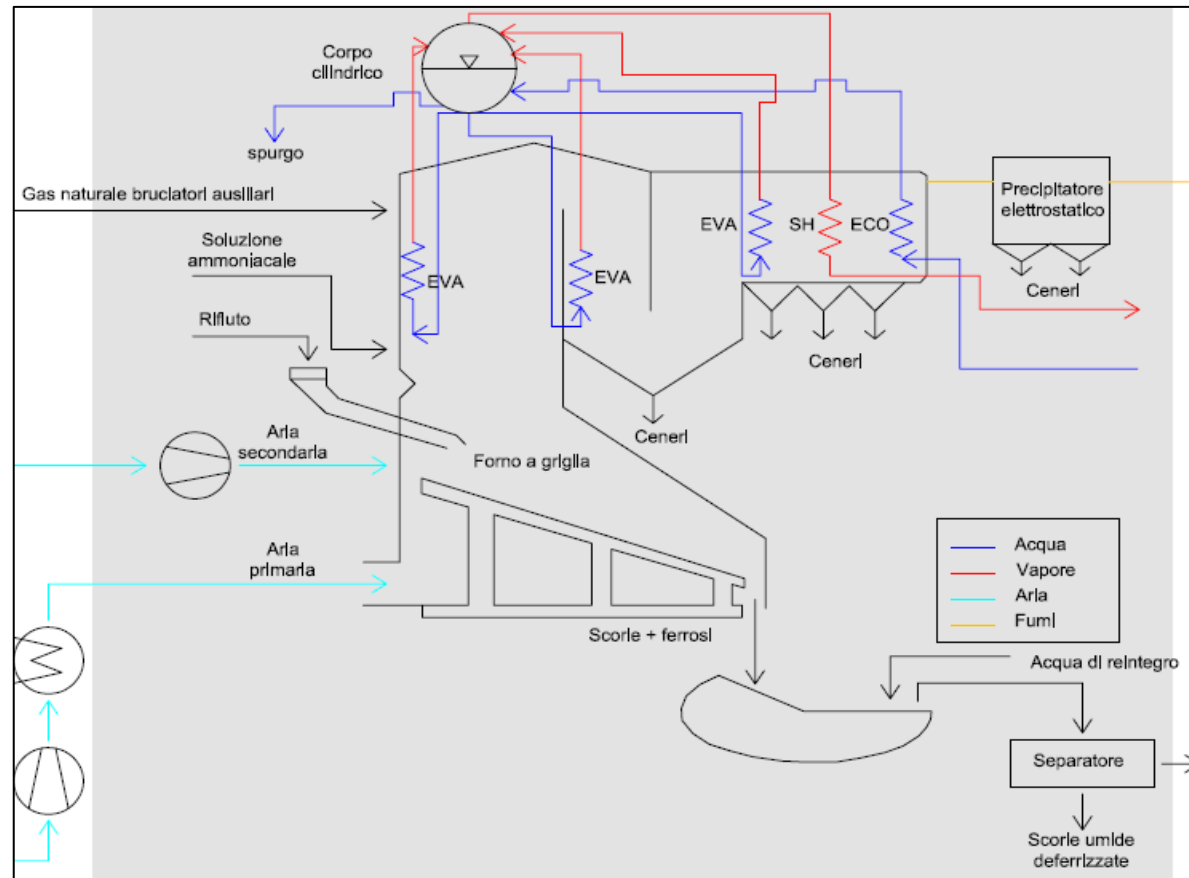 Corpo
cilindrico
spurgo
Gas naturale bruciatori ausiliari
Soluzione
ammoniacale
Rifiuto
EVA
EVA
EVA
SH
ECO
Precipitatore
elettrostatico
Ceneri
Ceneri
Ceneri
Aria
secondaria
Forno a griglia
Aria
primaria
Scorie + ferrosi
Acqua
Vapore
Aria
Fumi
Acqua di reintegro
Separatore
Scorie umide
deferrizzate